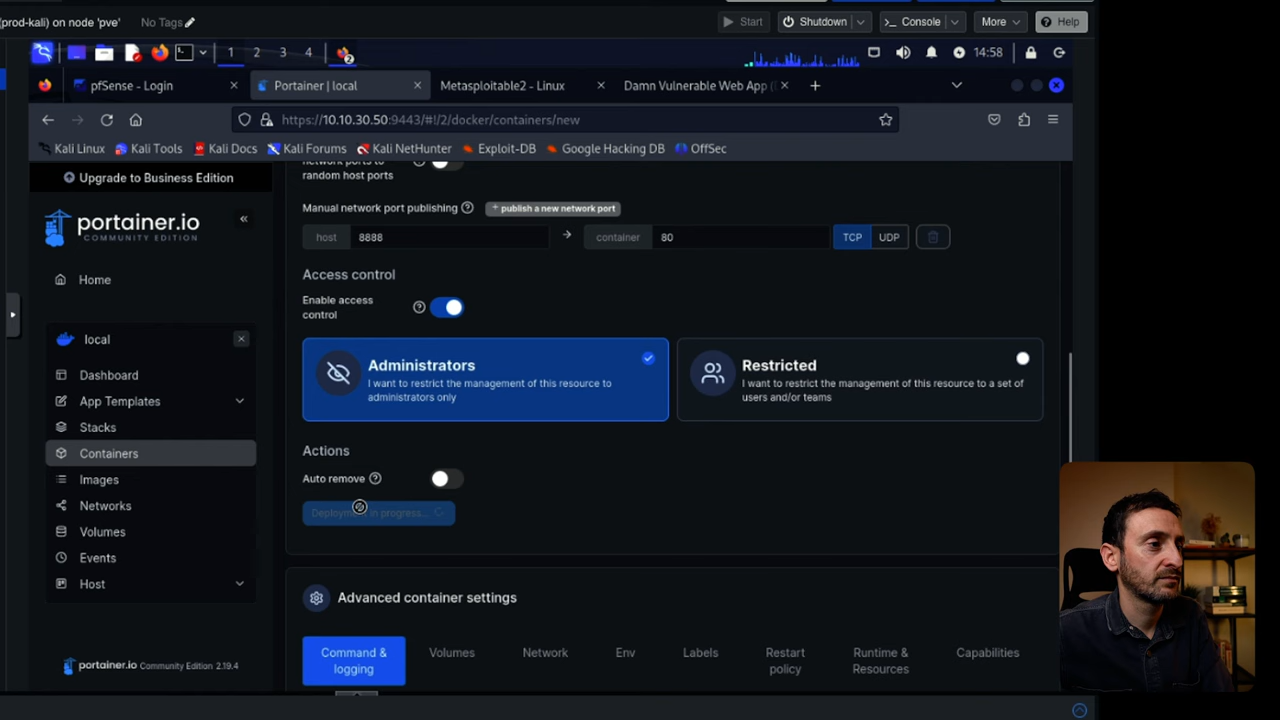 (prod-kali) on node 'pve'
No Tags
Start
Shutdown
Console
More
Help
1
2
3
4
14:58
pfSense - Login
Portainer | local
Metasploitable2 - Linux
Damn Vulnerable Web App (
https://10.10.30.50:9443/#!/2/docker/containers/new
Kali Linux
Kali Tools
Kali Docs
Kali Forums
Kali NetHunter
Exploit-DB
Google Hacking DB
OffSec
Upgrade to Business Edition
portainer.io
COMMUNITY EDITION
Home
local
Dashboard
App Templates
Stacks
Containers
Images
Networks
Volumes
Events
Host
portainer.io Community Edition 2.19.4
network ports to
random host ports
Manual network port publishing
+ publish a new network port
host
8888
container
80
TCP
UDP
Access control
Enable access
control
Administrators
I want to restrict the management of this resource to
administrators only
Restricted
I want to restrict the management of this resource to a set of
users and/or teams
Actions
Auto remove
Deployment in progress...
Advanced container settings
Command &
logging
Volumes
Network
Env
Labels
Restart
policy
Runtime &
Resources
Capabilities